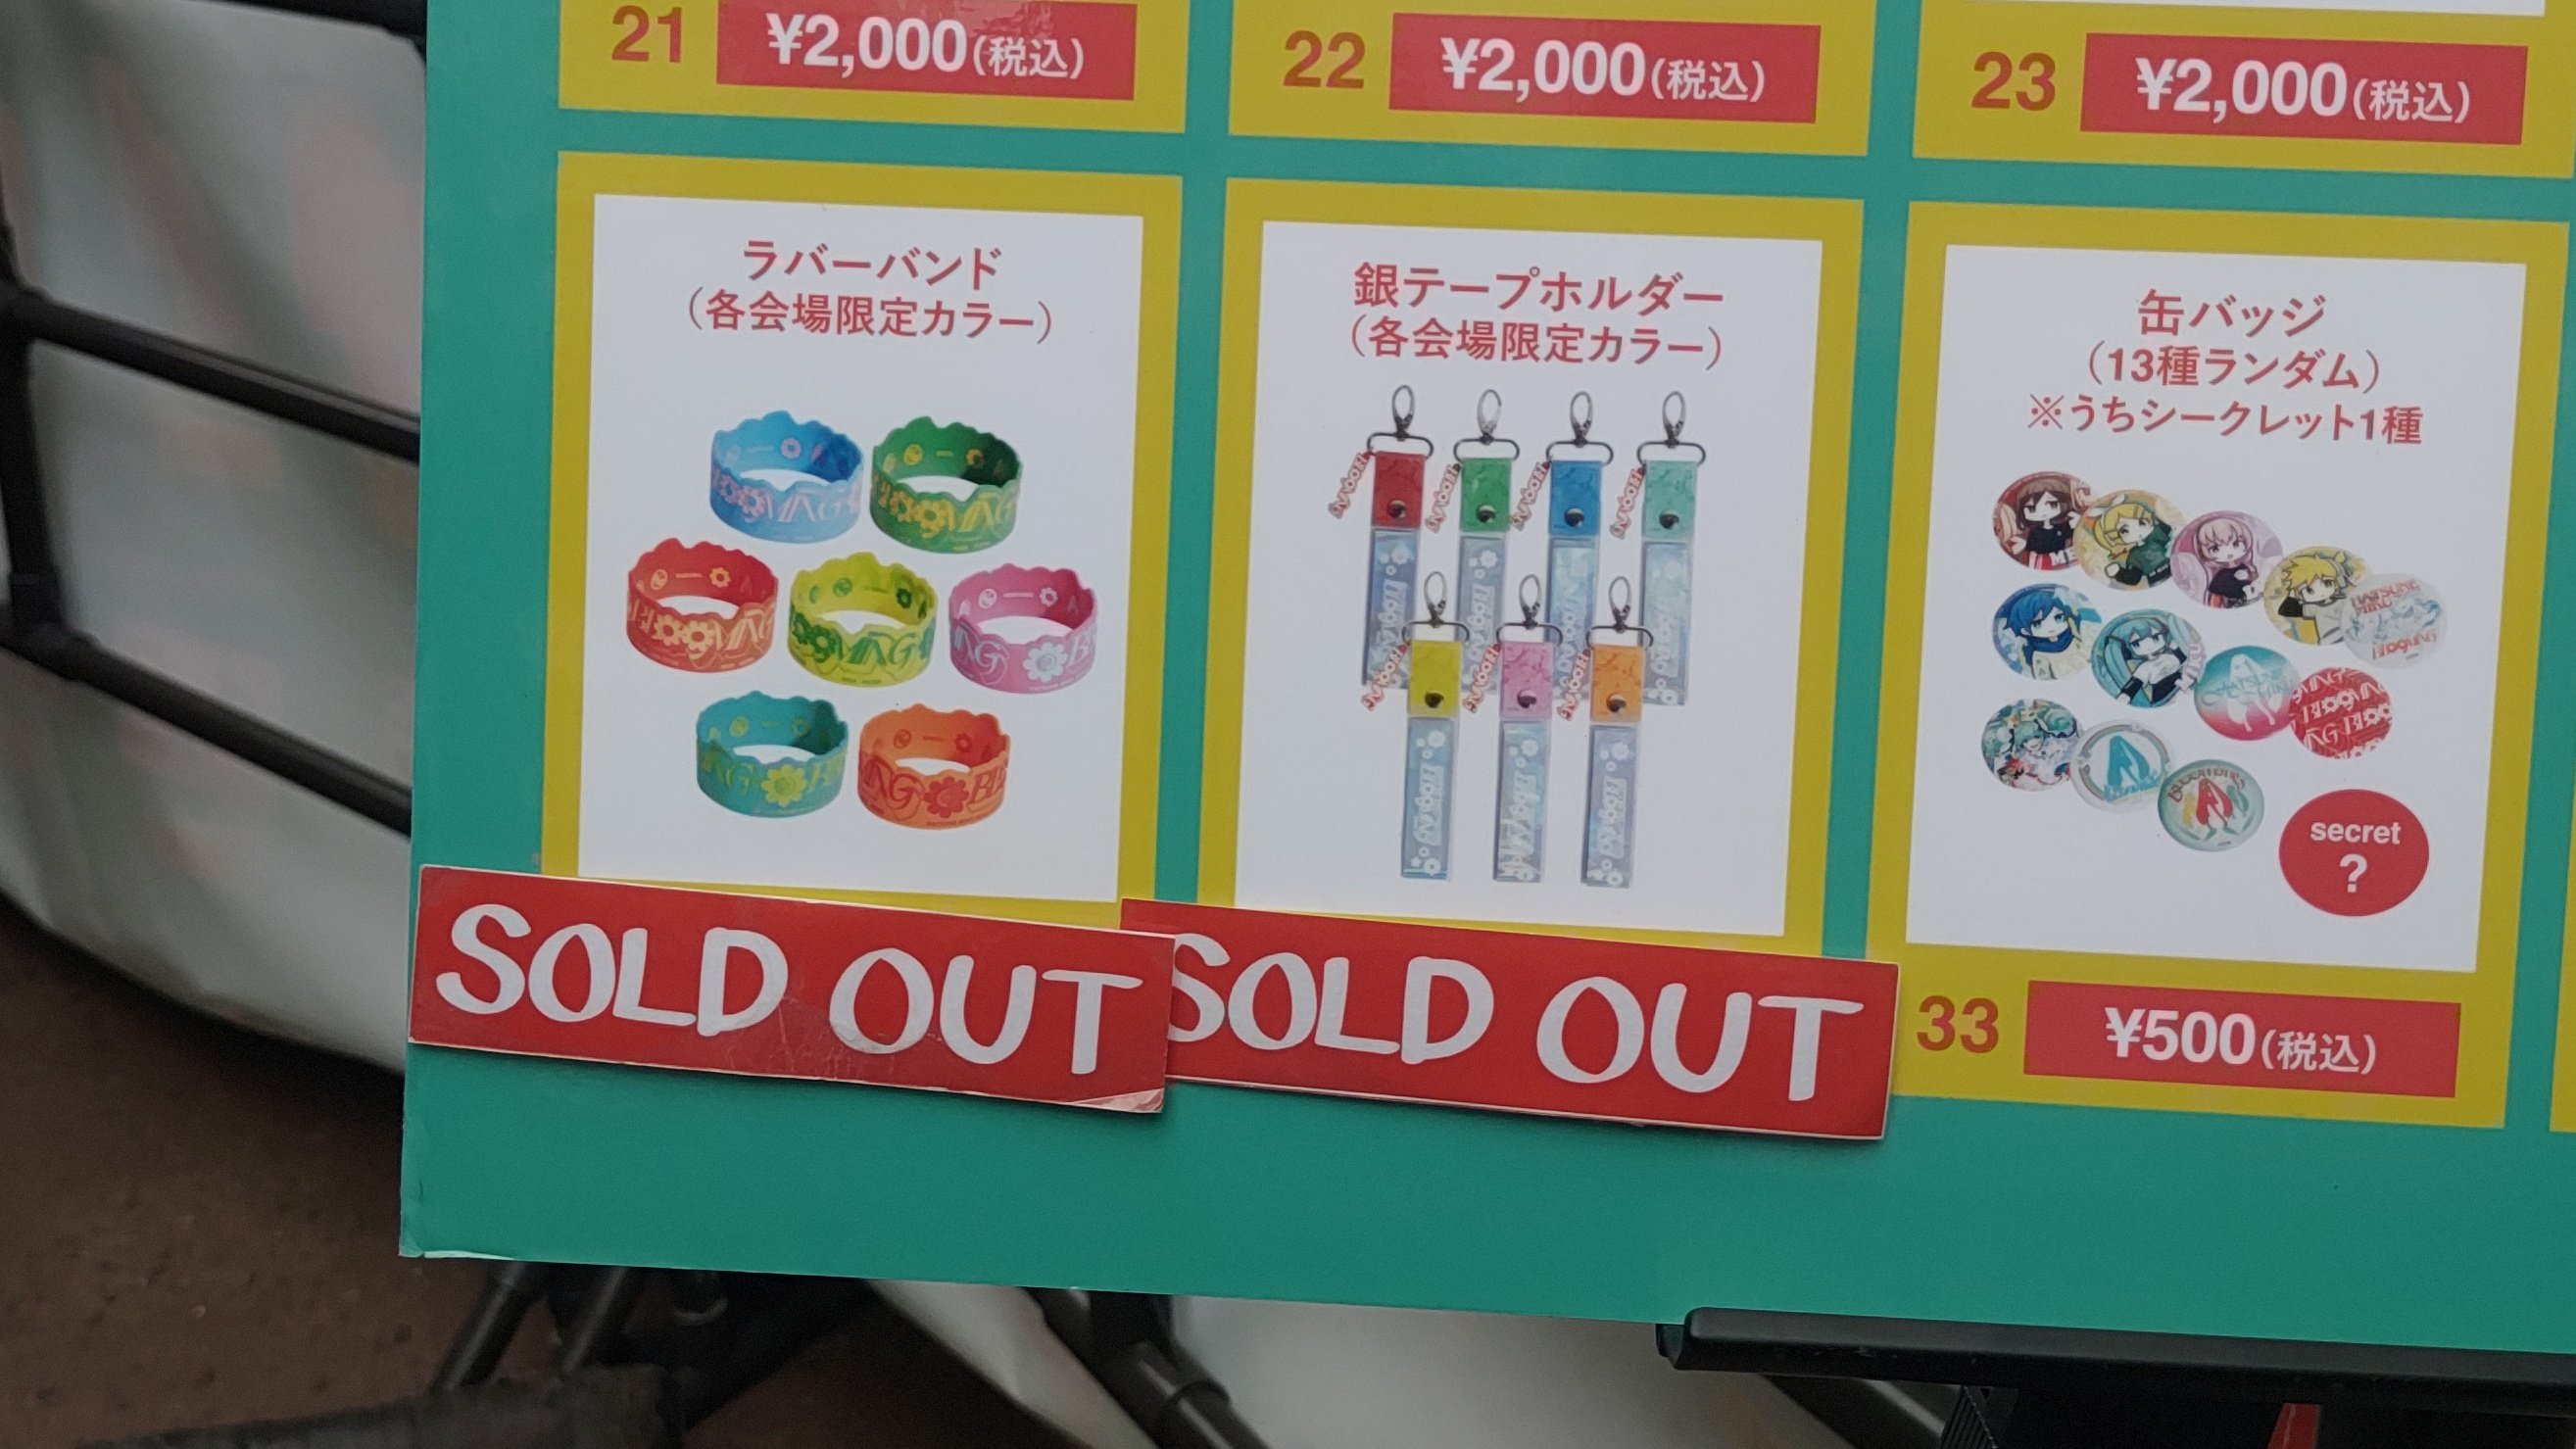 21 ¥2,000(税込)
22 ¥2,000(税込)
23 ¥2,000(税込)
ラバーバンド
(各会場限定カラー)
SOLD OUT
銀テープホルダー
(各会場限定カラー)
SOLD OUT
缶バッジ
(13種ランダム)
※うちシークレット1種
secret
?
33 ¥500(税込)